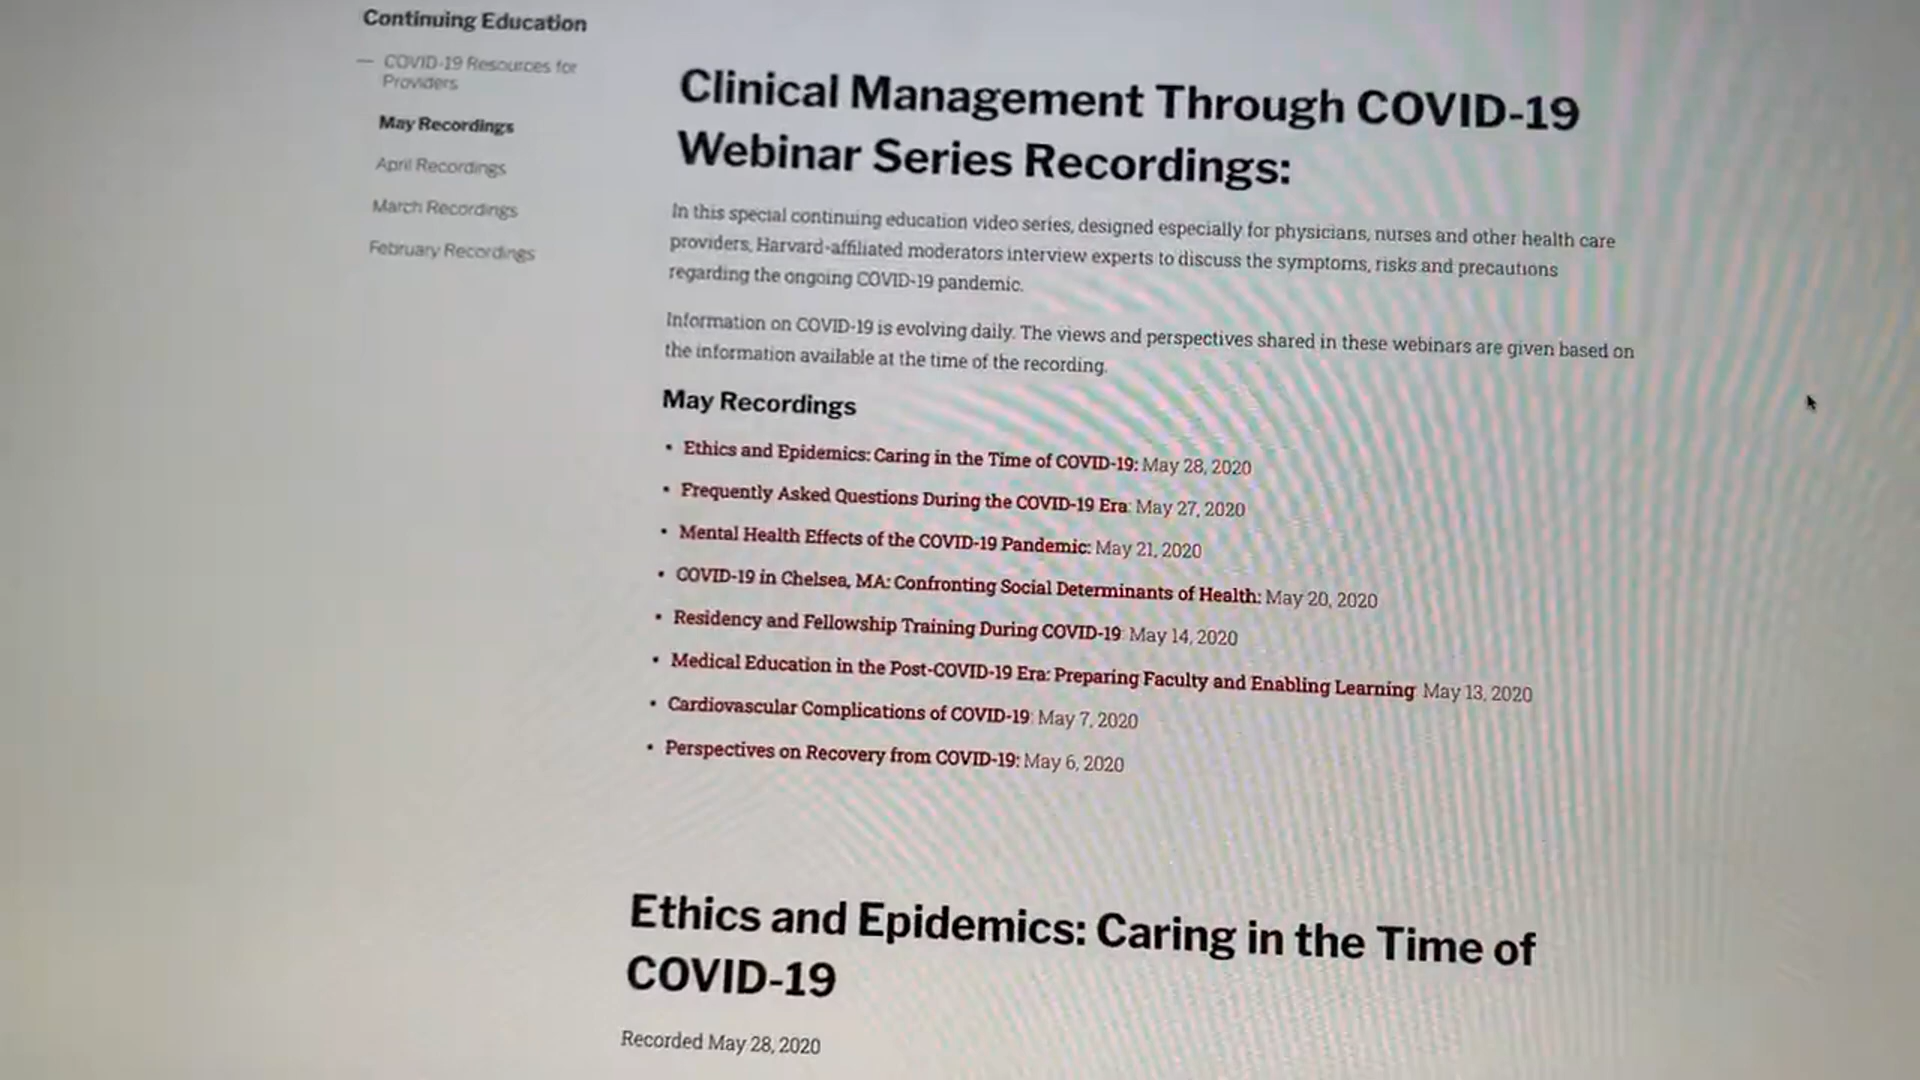 Continuing Education
— COVID-19 Resources for
Providers
May Recordings
April Recordings
March Recordings
February Recordings
Clinical Management Through COVID-19
Webinar Series Recordings:
In this special continuing education video series, designed especially for physicians, nurses and other health care
providers, Harvard-affiliated moderators interview experts to discuss the symptoms, risks and precautions
regarding the ongoing COVID-19 pandemic.
Information on COVID-19 is evolving daily. The views and perspectives shared in these webinars are given based on
the information available at the time of the recording.
May Recordings
• Ethics and Epidemics: Caring in the Time of COVID-19: May 28, 2020
• Frequently Asked Questions During the COVID-19 Era: May 27, 2020
• Mental Health Effects of the COVID-19 Pandemic: May 21, 2020
• COVID-19 in Chelsea, MA: Confronting Social Determinants of Health: May 20, 2020
• Residency and Fellowship Training During COVID-19: May 14, 2020
• Medical Education in the Post-COVID-19 Era: Preparing Faculty and Enabling Learning: May 13, 2020
• Cardiovascular Complications of COVID-19: May 7, 2020
• Perspectives on Recovery from COVID-19: May 6, 2020
Ethics and Epidemics: Caring in the Time of
COVID-19
Recorded May 28, 2020